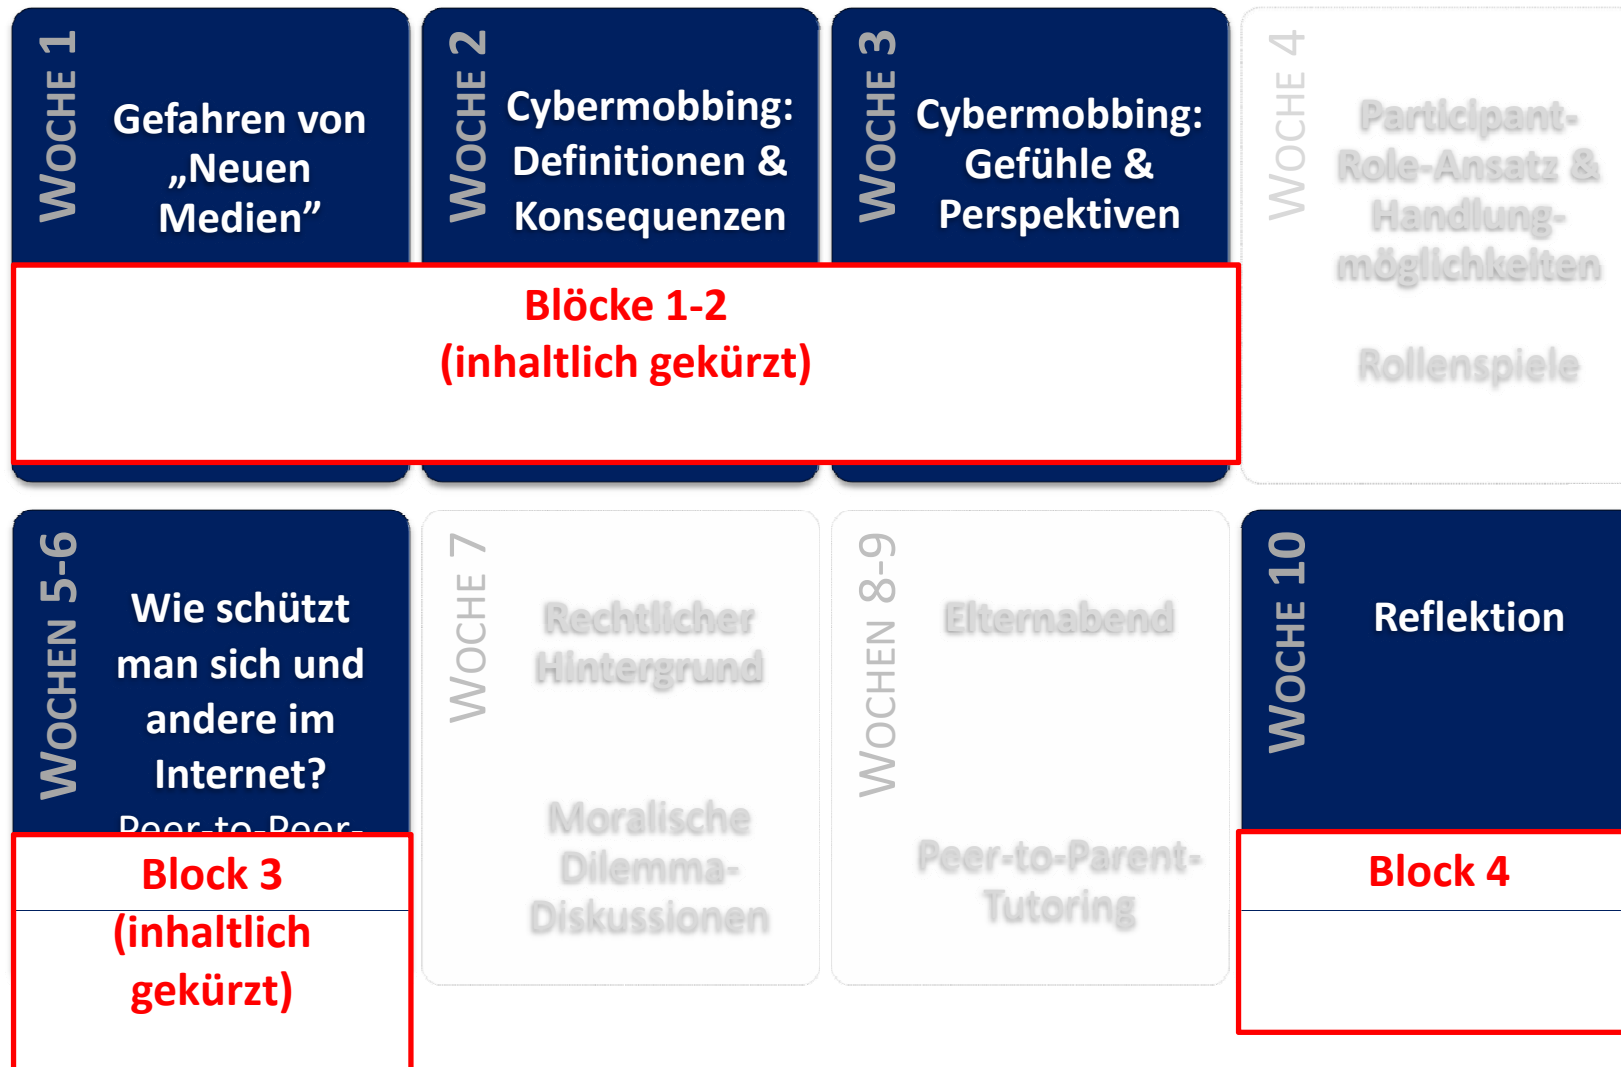 WOCHE 1
Gefahren von
„Neuen
Medien”
WOCHE 2
Cybermobbing:
Definitionen &
Konsequenzen
WOCHE 3
Cybermobbing:
Gefühle &
Perspektiven
WOCHE 4
Participant-
Role-Ansatz &
Handlung-
möglichkeiten
Rollenspiele
Blöcke 1-2
(inhaltlich gekürzt)
WOCHEN 5-6
Wie schützt
man sich und
andere im
Internet?
Peer-to-Peer-
Block 3
(inhaltlich
gekürzt)
WOCHE 7
Rechtlicher
Hintergrund
Moralische
Dilemma-
Diskussionen
WOCHEN 8-9
Elternabend
Peer-to-Parent-
Tutoring
WOCHE 10
Reflektion
Block 4